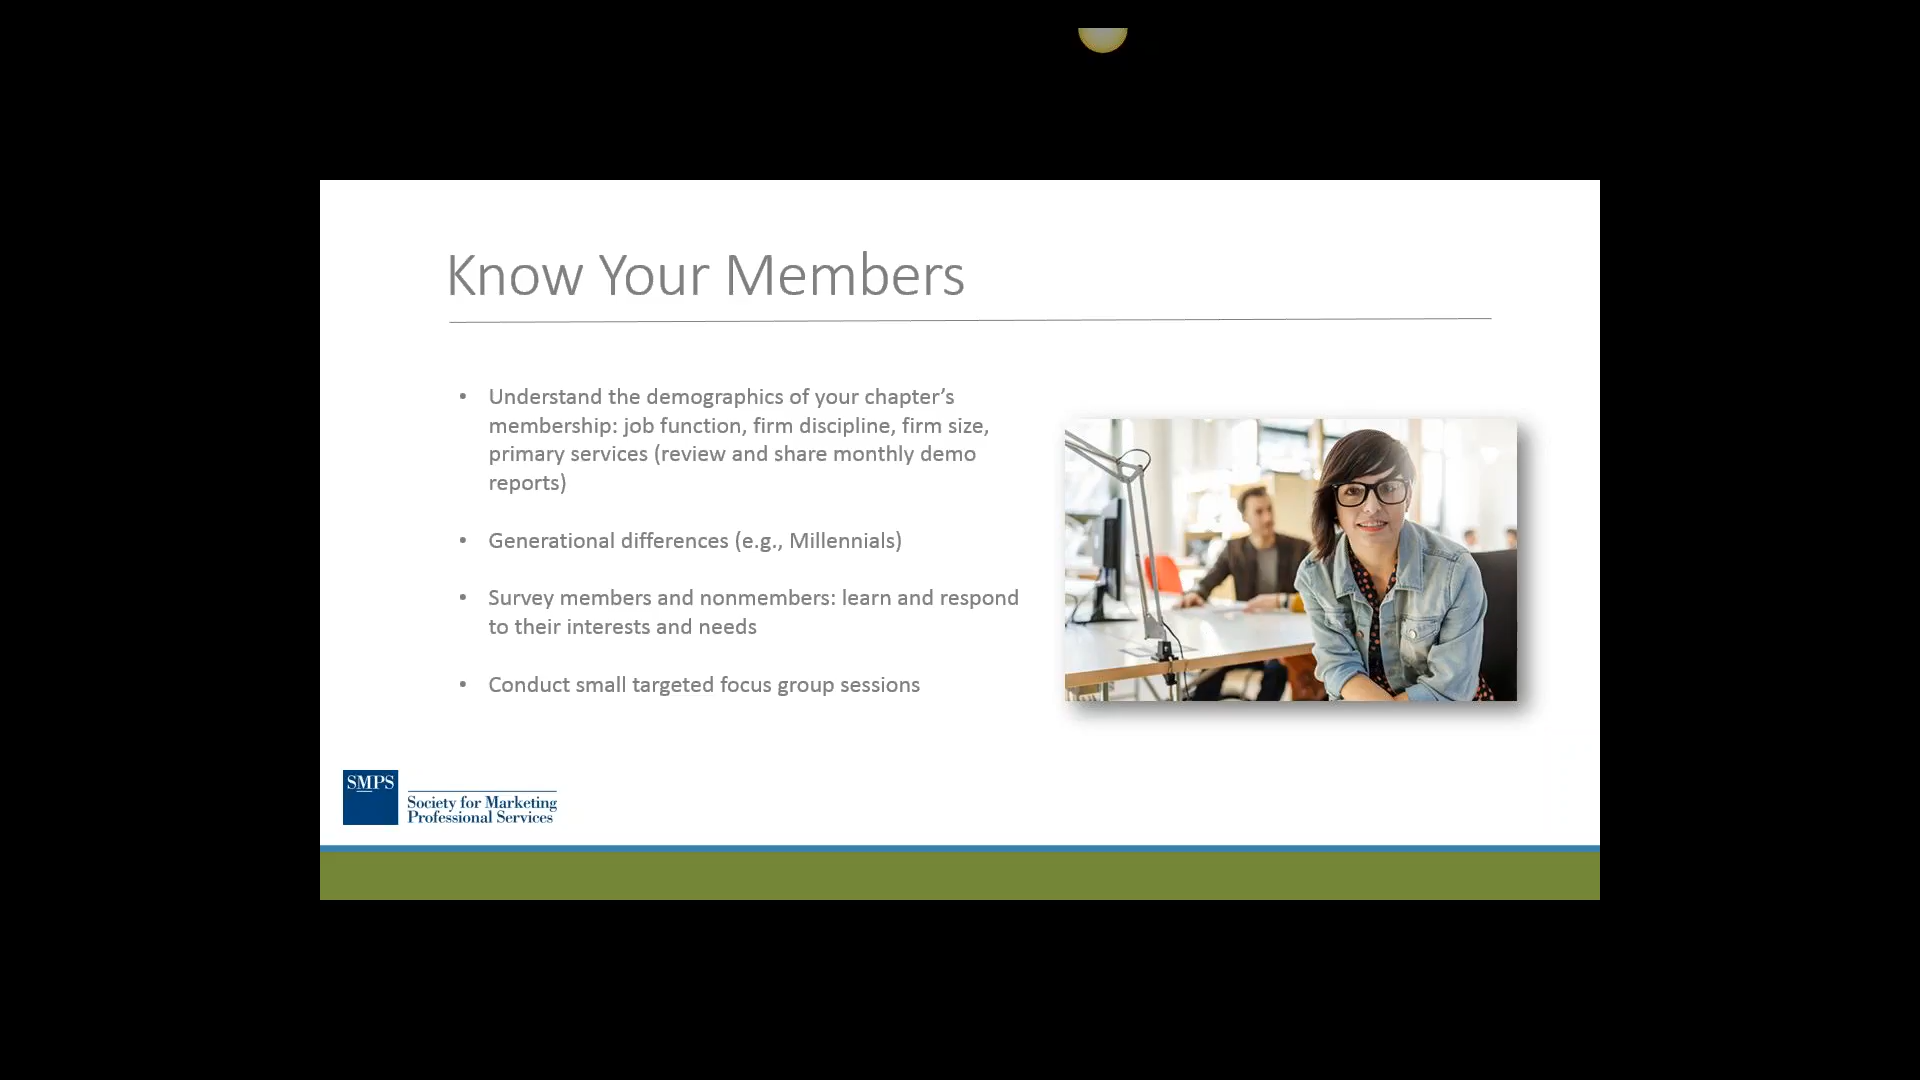 Know Your Members
• Understand the demographics of your chapter’s
membership: job function, firm discipline, firm size,
primary services (review and share monthly demo
reports)
• Generational differences (e.g., Millennials)
• Survey members and nonmembers: learn and respond
to their interests and needs
• Conduct small targeted focus group sessions
SMPS
Society for Marketing
Professional Services